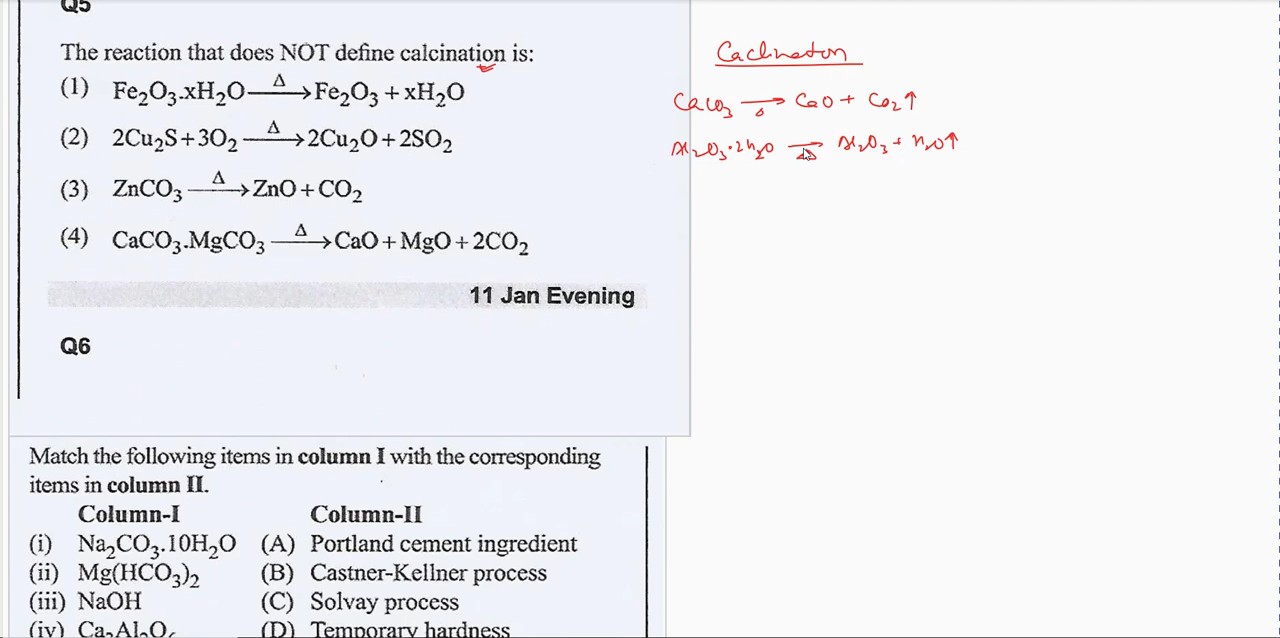 Q5
The reaction that does NOT define calcination is:
(1) Fe₂O₃.xH₂O —Δ→ Fe₂O₃ + xH₂O
(2) 2Cu₂S + 3O₂ —Δ→ 2Cu₂O + 2SO₂
(3) ZnCO₃ —Δ→ ZnO + CO₂
(4) CaCO₃.MgCO₃ —Δ→ CaO + MgO + 2CO₂
11 Jan Evening
Q6
Match the following items in column I with the corresponding
items in column II.
Column-I Column-II
(i) Na₂CO₃.10H₂O (A) Portland cement ingredient
(ii) Mg(HCO₃)₂ (B) Castner-Kellner process
(iii) NaOH (C) Solvay process
(iv) Ca₃Al₂O₆ (D) Temporary hardness
Caclination
CaCO₃ —Δ→ CaO + CO₂↑
Al₂O₃·2H₂O —Δ→ Al₂O₃ + H₂O↑